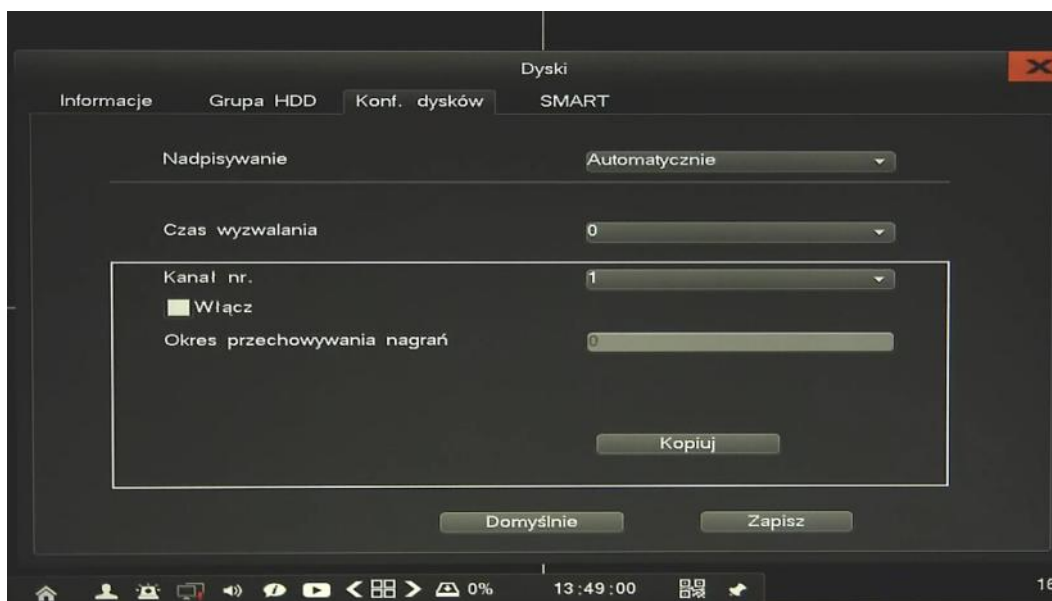 Dyski
Informacje Grupa HDD Konf. dysków SMART
Nadpisywanie Automatycznie
Czas wyzwalania 0
Kanał nr. 1
Włącz
Okres przechowywania nagrań 0
Kopiuj
Domyślnie Zapisz
0% 13:49:00 16